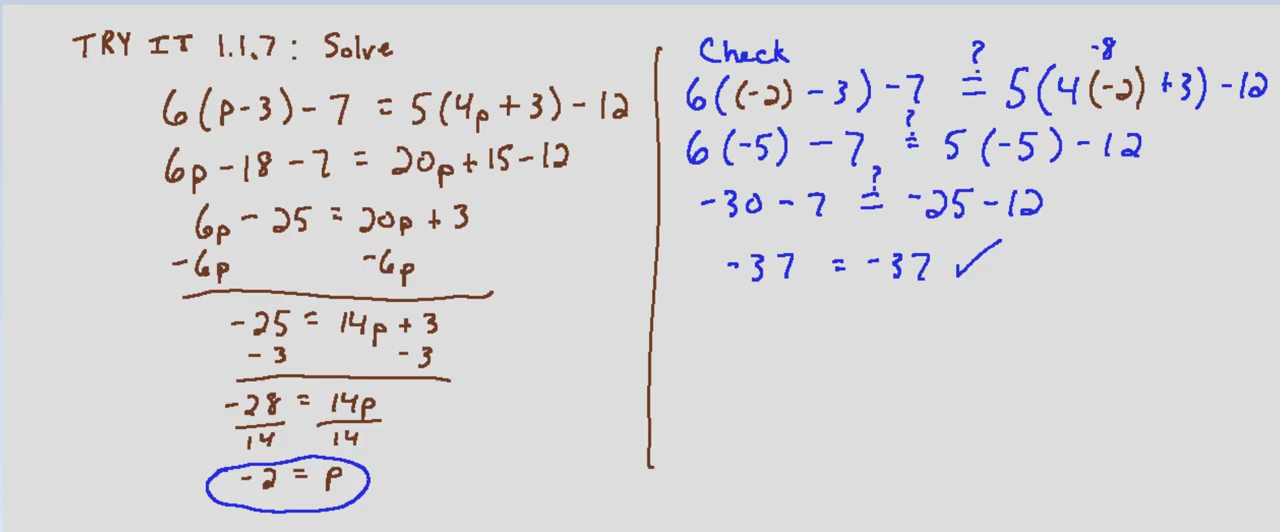 TRY IT 1.1.7: Solve
6(p-3)-7 = 5(4p+3)-12
6p-18-7 = 20p+15-12
6p-25 = 20p+3
-6p -6p
-25 = 14p+3
-3 -3
-28 = 14p
14 14
-2 = p
Check
-8
6((-2)-3)-7 ≟ 5(4(-2)+3)-12
6(-5)-7 ≟ 5(-5)-12
-30-7 ≟ -25-12
-37 = -37 ✓